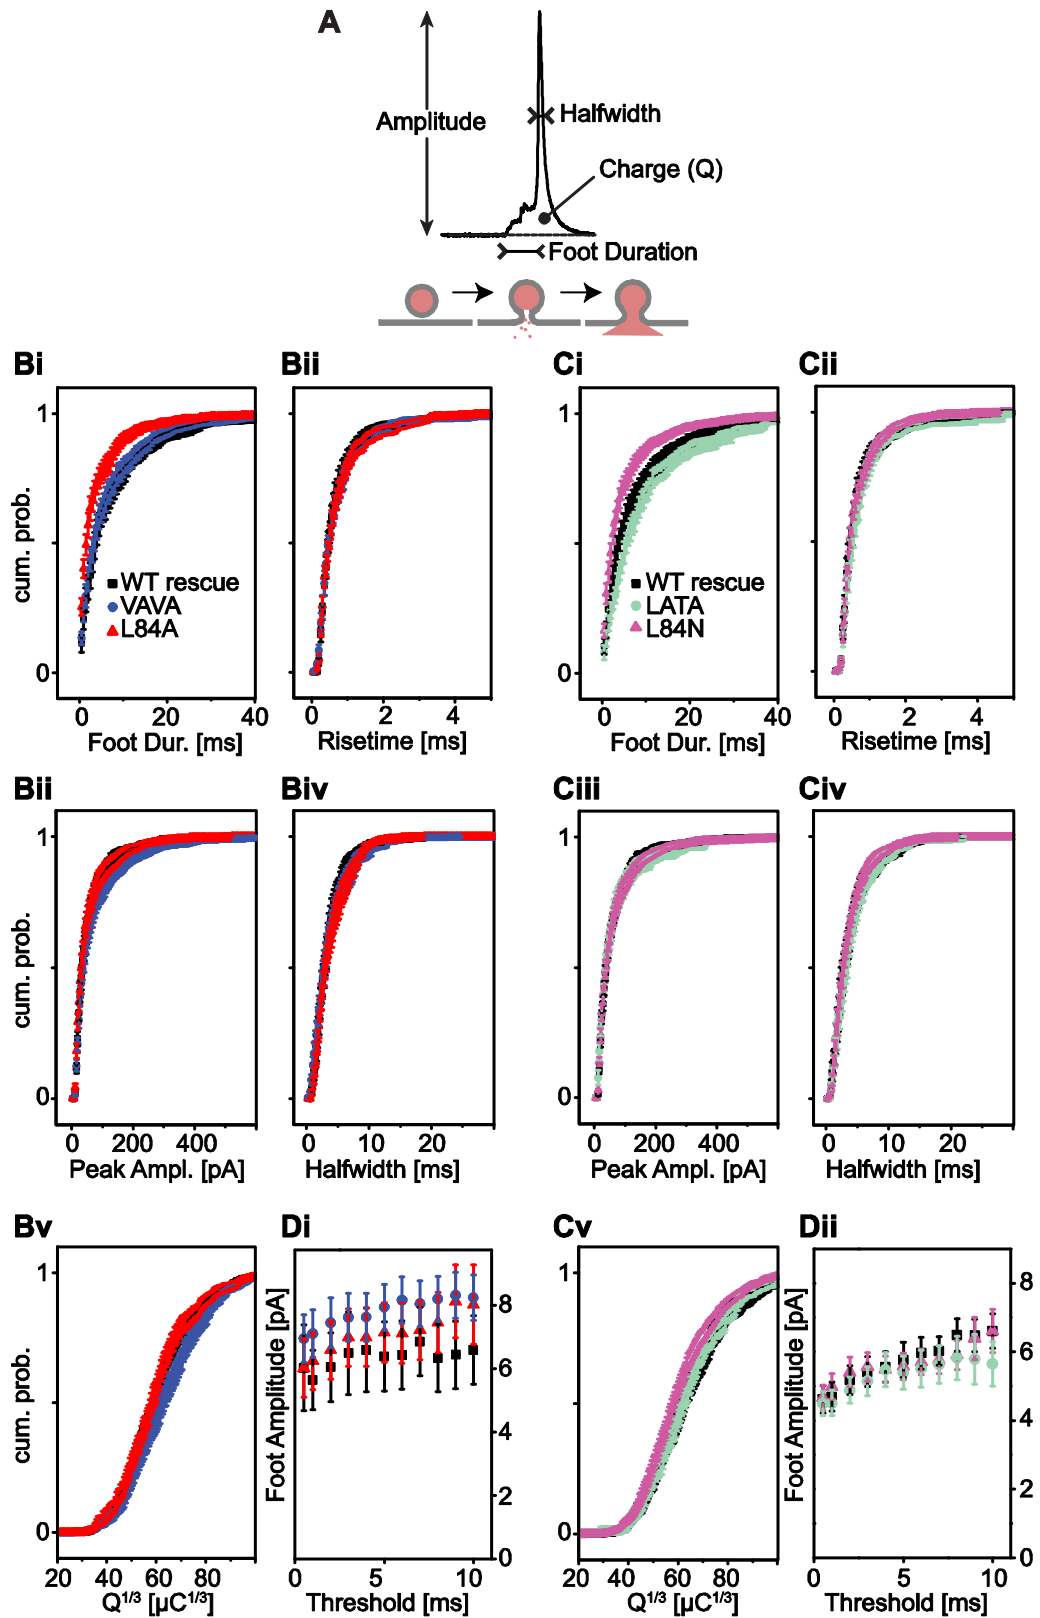 A
Amplitude
Halfwidth
Charge (Q)
Foot Duration
Bi
Bii
Ci
Cii
1
cum. prob.
0
WT rescue
VAVA
L84A
0 20 40
Foot Dur. [ms]
0 2 4
Risetime [ms]
1
0
WT rescue
LATA
L84N
0 20 40
Foot Dur. [ms]
0 2 4
Risetime [ms]
Bii
Biv
Ciii
Civ
1
cum. prob.
0
0 200 400
Peak Ampl. [pA]
0 10 20
Halfwidth [ms]
1
0
0 200 400
Peak Ampl. [pA]
0 10 20
Halfwidth [ms]
Bv
Di
Cv
Dii
1
cum. prob.
0
20 40 60 80
Q1/3 [µC1/3]
Foot Amplitude [pA]
8
6
4
2
0
0 5 10
Threshold [ms]
1
0
20 40 60 80
Q1/3 [µC1/3]
Foot Amplitude [pA]
8
6
4
2
0
0 5 10
Threshold [ms]